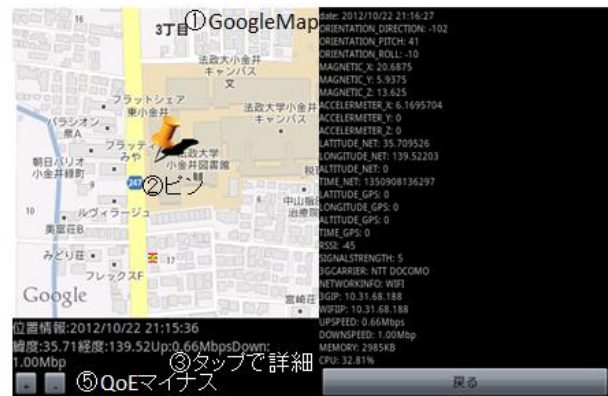 16
①GoogleMap
3丁目
法政大小金井
キャンパス
文
フラットシェア
東小金井
法政大学小金井
キャンパス
パラシオン
泉A
フラッティ
みや
朝日バリオ
小金井緑町
法政大学
小金井図書館
9
247
②ピン
10
ルヴィラージュ
6
中山指圧
治療院
美富荘B
みどり荘
17
フレックスF
宮崎荘
Google
位置情報:2012/10/22 21:15:36
緯度:35.71経度:139.52Up:0.66MbpsDown:
1.00Mbp
③タップで詳細
+ -
⑤QoEマイナス
date: 2012/10/22 21:16:27
ORIENTATION_DIRECTION: -102
ORIENTATION_PITCH: 41
ORIENTATION_ROLL: -10
MAGNETIC_X: 20.6875
MAGNETIC_Y: 5.9375
MAGNETIC_Z: 13.625
ACCELERMETER_X: 6.1695704
ACCELERMETER_Y: 0
ACCELERMETER_Z: 0
LATITUDE_NET: 35.709526
LONGITUDE_NET: 139.52203
ALTITUDE_NET: 0
TIME_NET: 1350908136297
LATITUDE_GPS: 0
LONGITUDE_GPS: 0
ALTITUDE_GPS: 0
TIME_GPS: 0
RSSI: -45
SIGNALSTRENGTH: 5
3GCARRIER: NTT DOCOMO
NETWORKINFO: WIFI
3GIP: 10.31.68.188
WIFIIP: 10.31.68.188
UPSPEED: 0.66Mbps
DOWNSPEED: 1.00Mbps
MEMORY: 2985KB
CPU: 32.81%
戻る